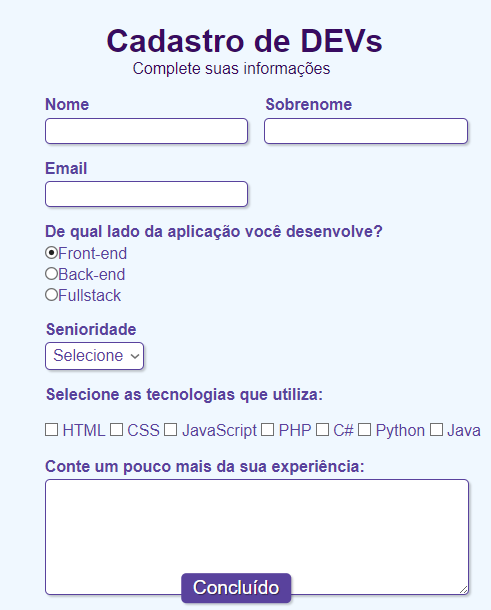 Cadastro de DEVs
Complete suas informações
Nome Sobrenome
Email
De qual lado da aplicação você desenvolve?
Front-end
Back-end
Fullstack
Senioridade
Selecione
Selecione as tecnologias que utiliza:
HTML CSS JavaScript PHP C# Python Java
Conte um pouco mais da sua experiência:
Concluído